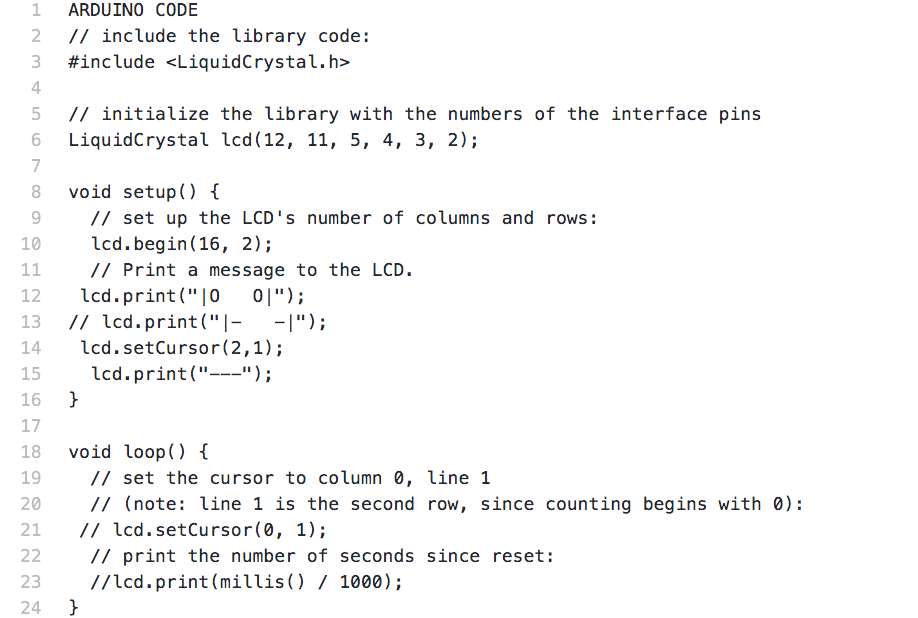 1 ARDUINO CODE
2 // include the library code:
3 #include <LiquidCrystal.h>
4
5 // initialize the library with the numbers of the interface pins
6 LiquidCrystal lcd(12, 11, 5, 4, 3, 2);
7
8 void setup() {
9   // set up the LCD's number of columns and rows:
10   lcd.begin(16, 2);
11   // Print a message to the LCD.
12  lcd.print("|O   O|");
13 // lcd.print("|-   -|");
14  lcd.setCursor(2,1);
15   lcd.print("---");
16 }
17
18 void loop() {
19   // set the cursor to column 0, line 1
20   // (note: line 1 is the second row, since counting begins with 0):
21  // lcd.setCursor(0, 1);
22   // print the number of seconds since reset:
23   //lcd.print(millis() / 1000);
24 }